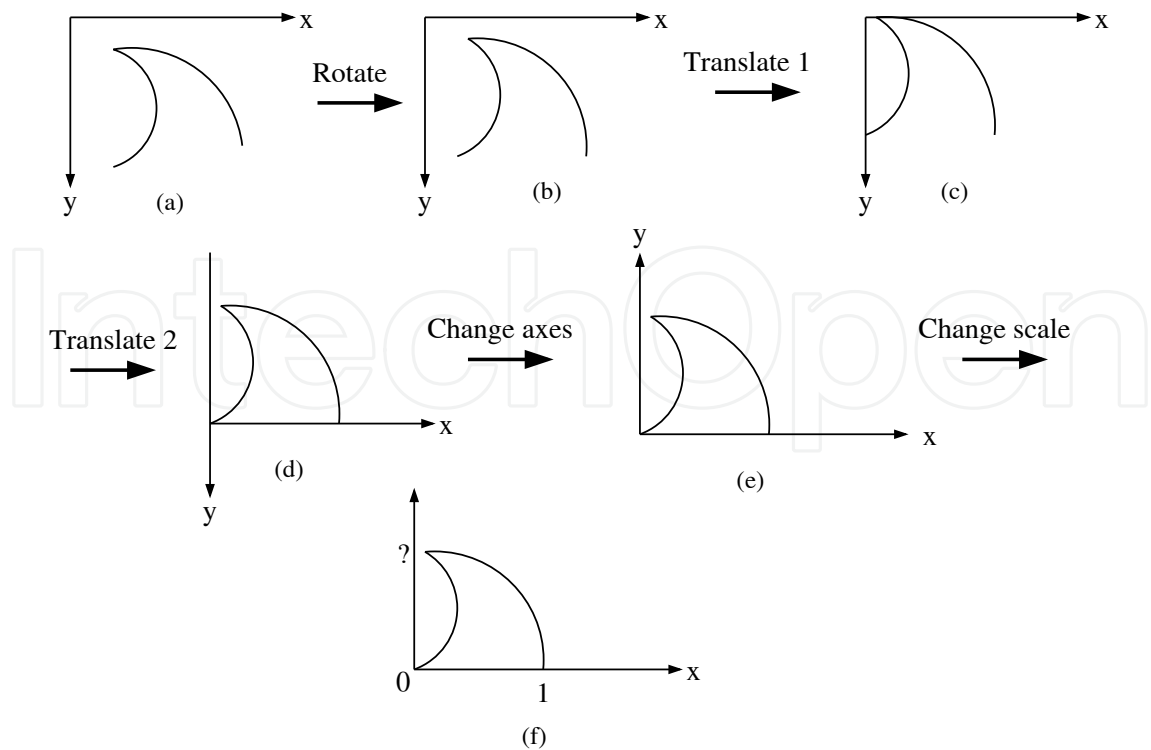 x
y
(a)
Rotate
x
y
(b)
Translate 1
x
y
(c)
IntechOpen
Translate 2
x
y
(d)
Change axes
y
x
(e)
Change scale
?
0
1
x
(f)